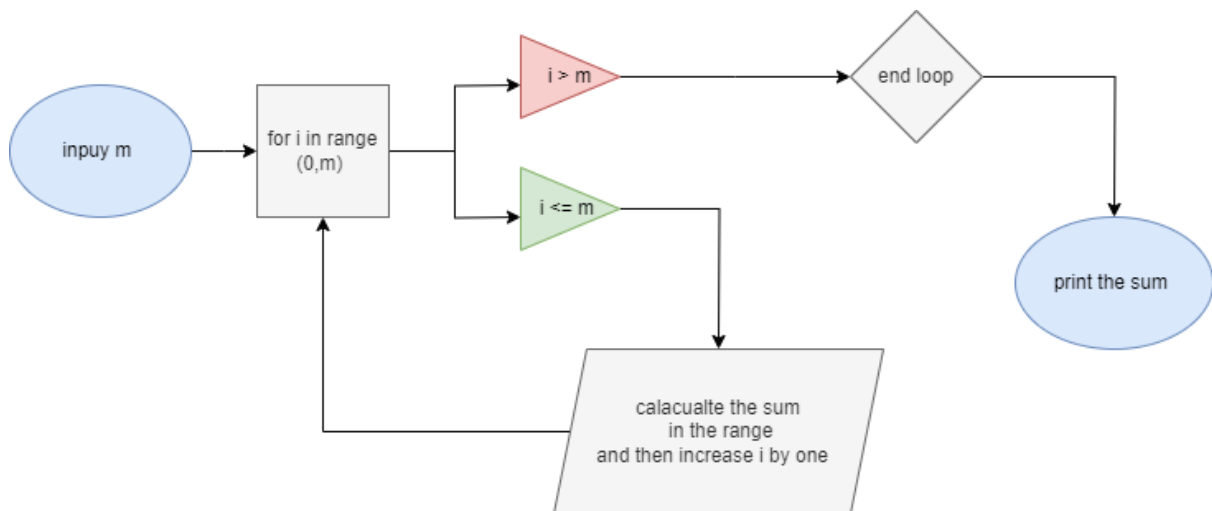 inpuy m
for i in range
(0,m)
i > m
i <= m
end loop
print the sum
calacualte the sum
in the range
and then increase i by one